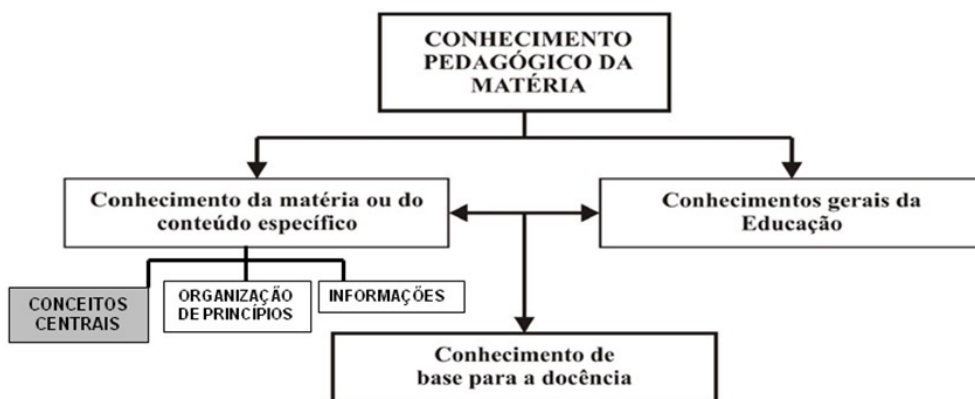 CONHECIMENTO
PEDAGÓGICO DA
MATÉRIA
Conhecimento da matéria ou do
conteúdo específico
Conhecimentos gerais da
Educação
CONCEITOS
CENTRAIS
ORGANIZAÇÃO
DE PRINCÍPIOS
INFORMAÇÕES
Conhecimento de
base para a docência